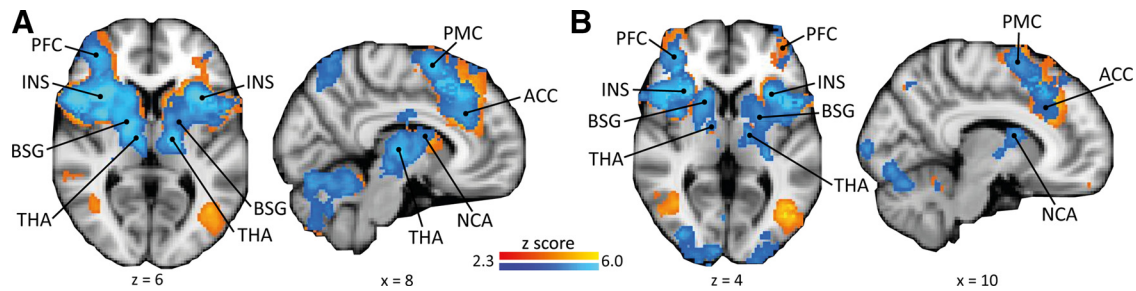 A
PFC
INS
BSG
THA
INS
BSG
THA
z = 6
PMC
ACC
NCA
THA
x = 8
z score
2.3
6.0
B
PFC
INS
BSG
THA
PFC
INS
BSG
THA
z = 4
PMC
ACC
NCA
x = 10